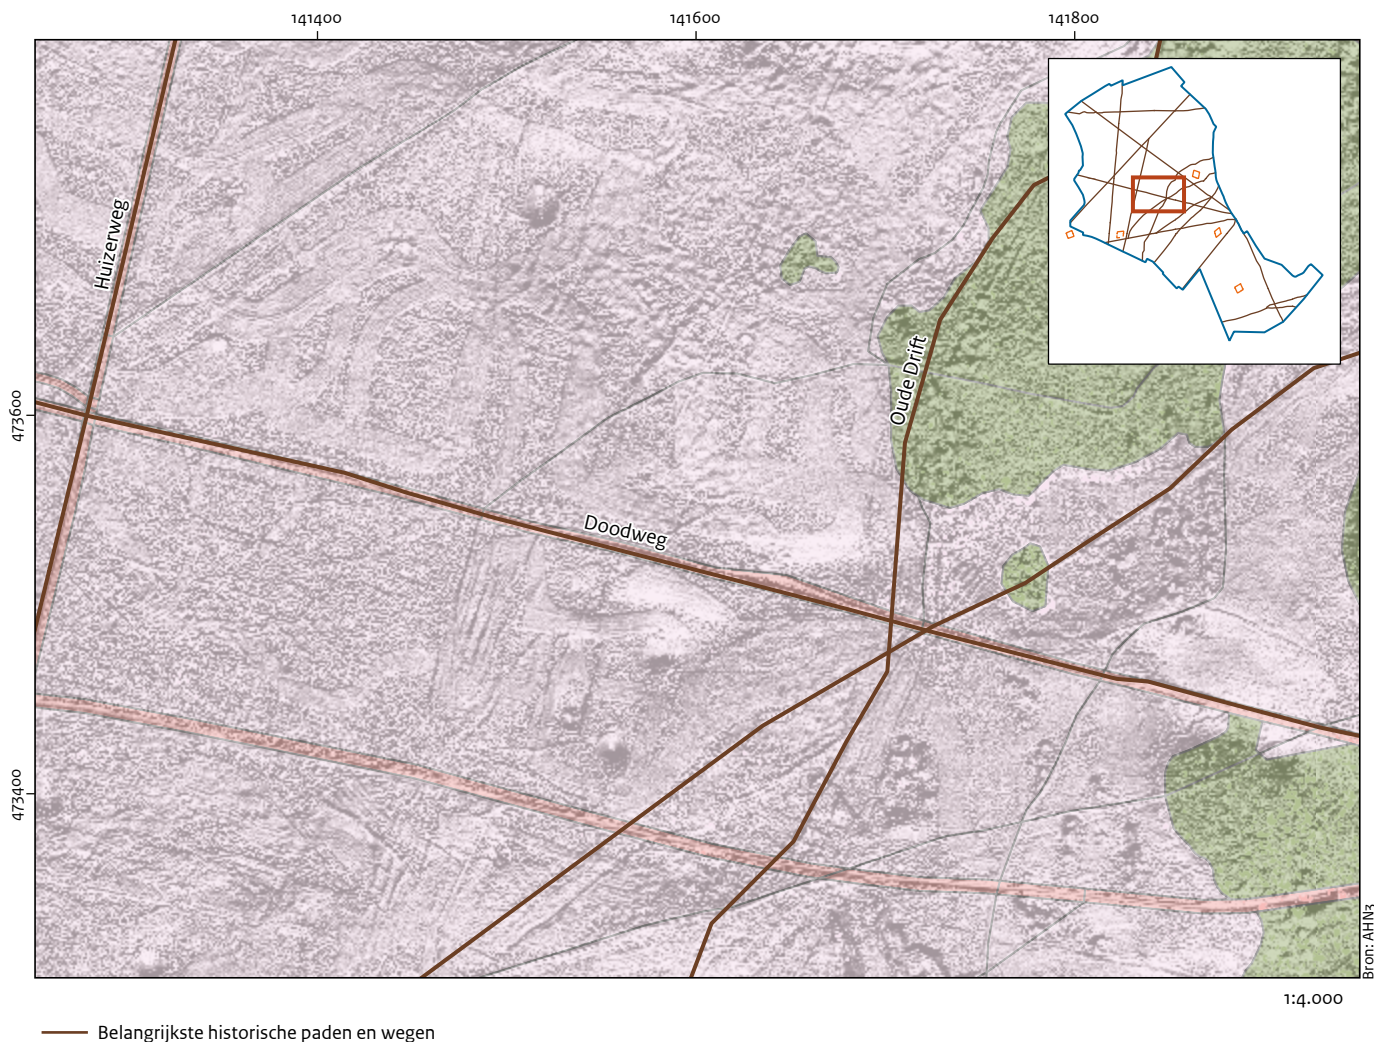 141400 141600 141800
Huizerweg
473600
Oude Drift
Doodweg
473400
Bron: AHN3
1:4.000
Belangrijkste historische paden en wegen